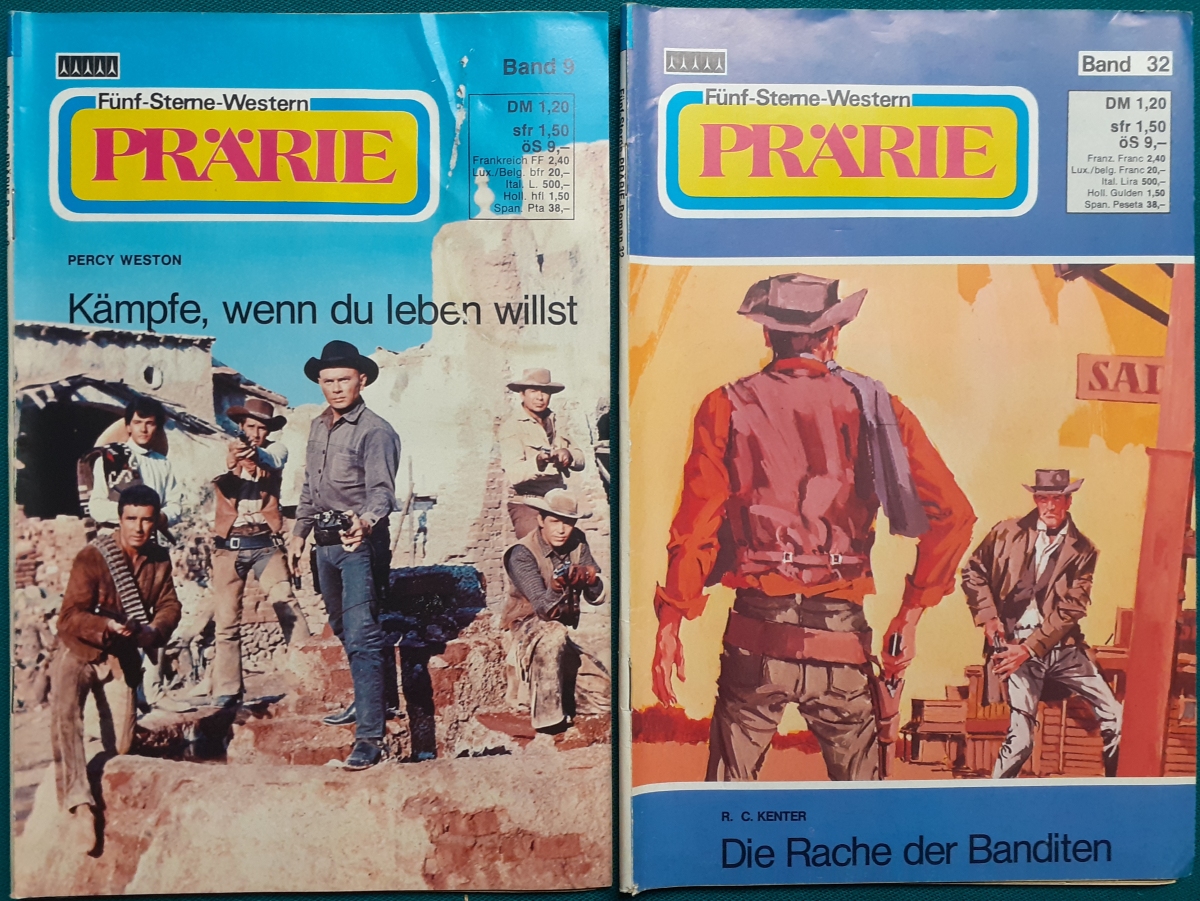 Band 9
Fünf-Sterne-Western
PRÄRIE
DM 1,20
sfr 1,50
öS 9,–
Frankreich FF 2,40
Lux./Belg. bfr 20,–
Ital. L. 500,–
Holl. hfl 1,50
Span. Pta 38,–
PERCY WESTON
Kämpfe, wenn du leben willst
Band 32
Fünf-Sterne-Western
PRÄRIE
DM 1,20
sfr 1,50
öS 9,–
Franz. Franc 2,40
Lux./belg. Franc 20,–
Ital. Lira 500,–
Holl. Gulden 1,50
Span. Peseta 38,–
SAL
R. C. KENTER
Die Rache der Banditen